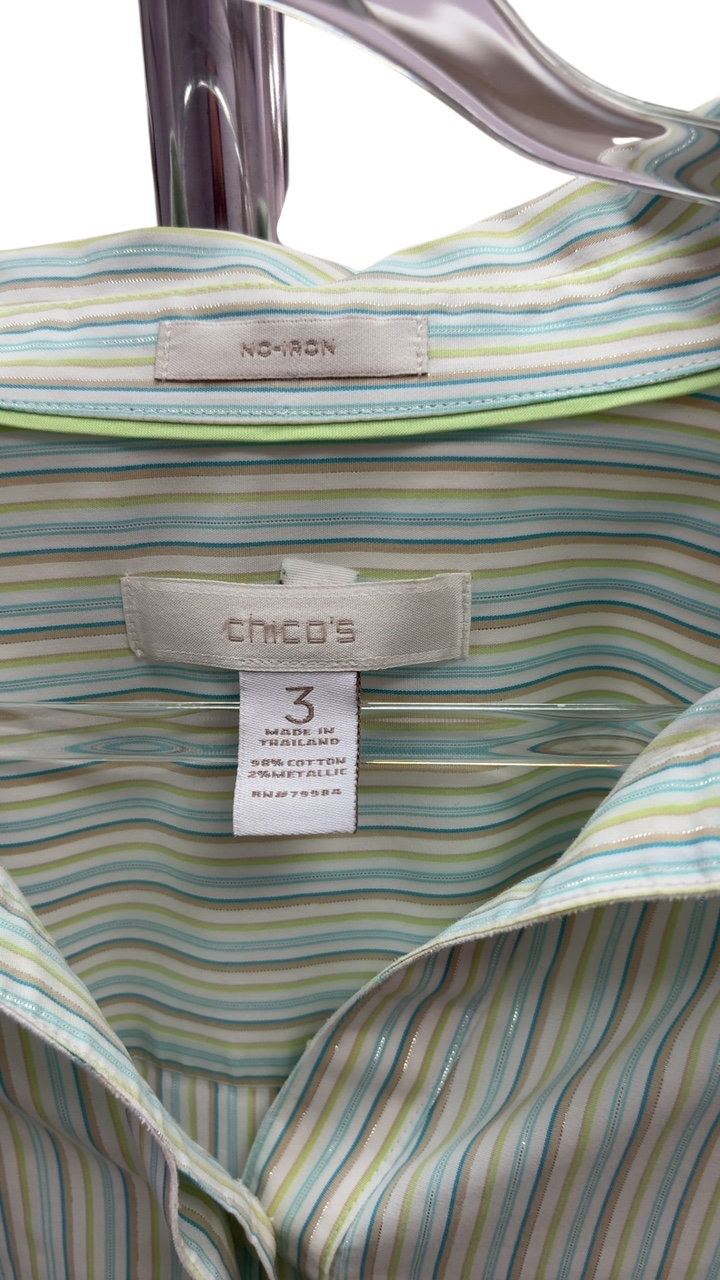 NO-IRON
chico's
3
MADE IN
THAILAND
98% COTTON
2% METALLIC
RN#79984